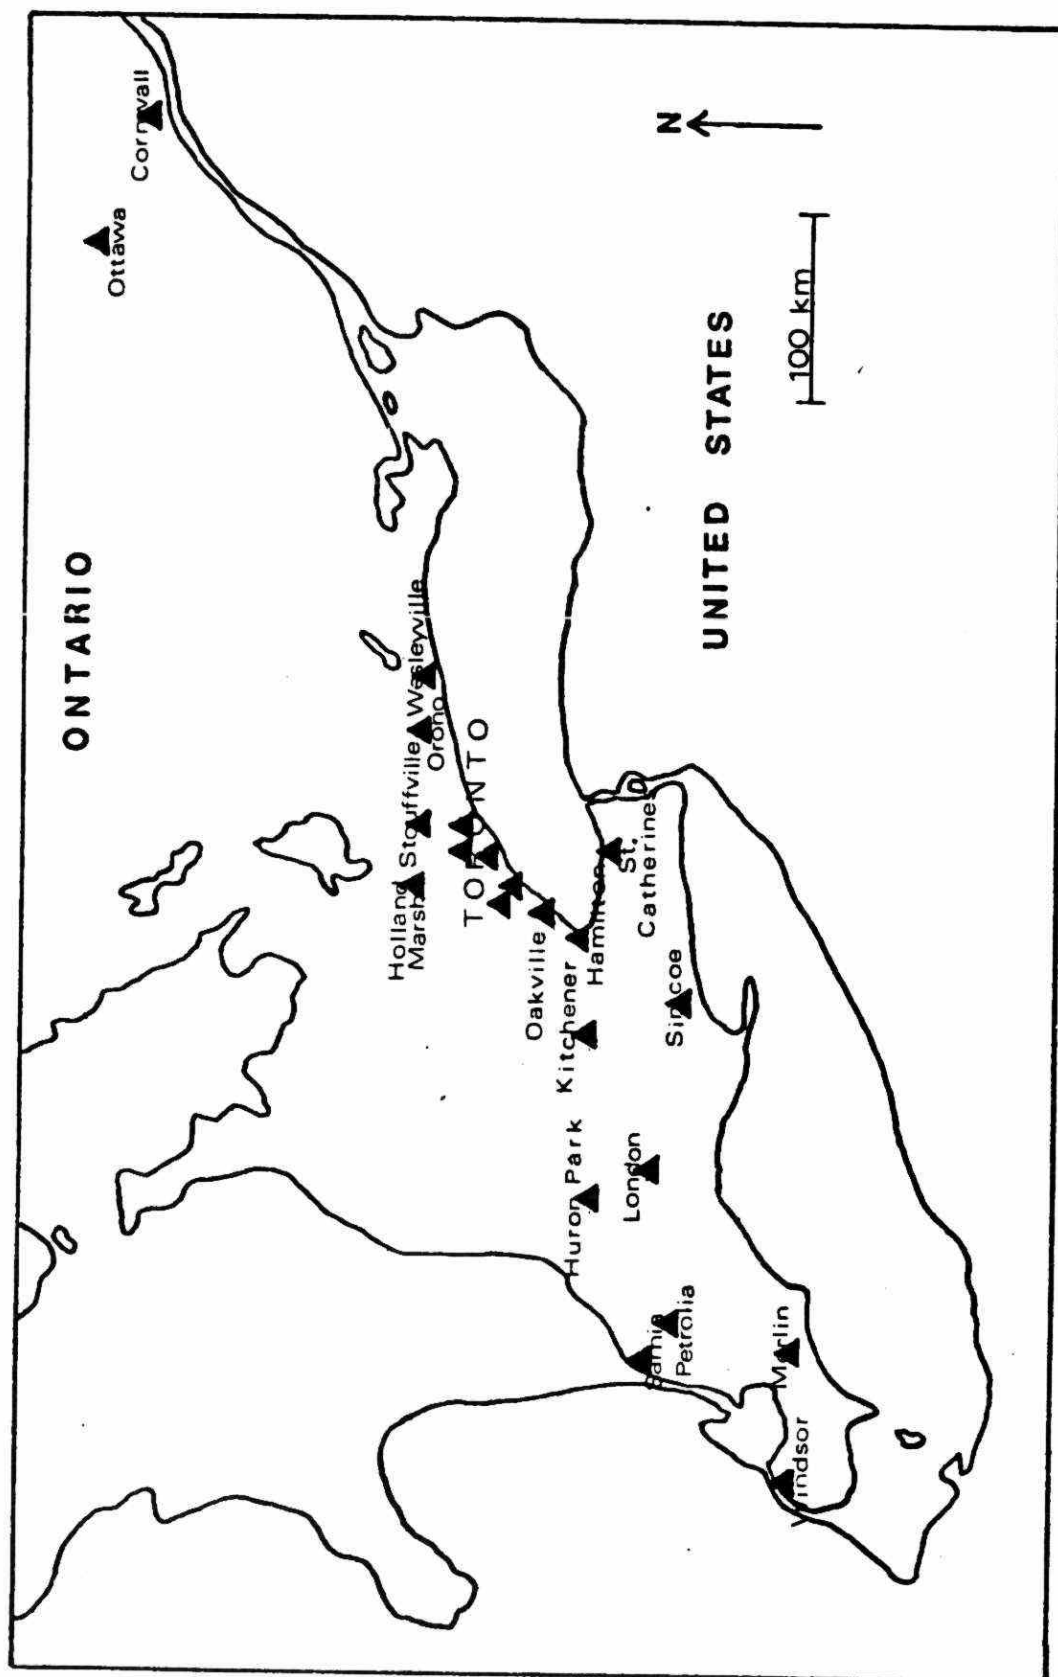 ONTARIO
Ottawa
Cornwall
N
Holland
Marsh
Stouffville
Wesleyville
Orono
TORONTO
Oakville
Hamilton
Kitchener
St.
Catherines
Simcoe
Huron Park
London
Sarnia
Petrolia
Merlin
Windsor
UNITED STATES
100 km